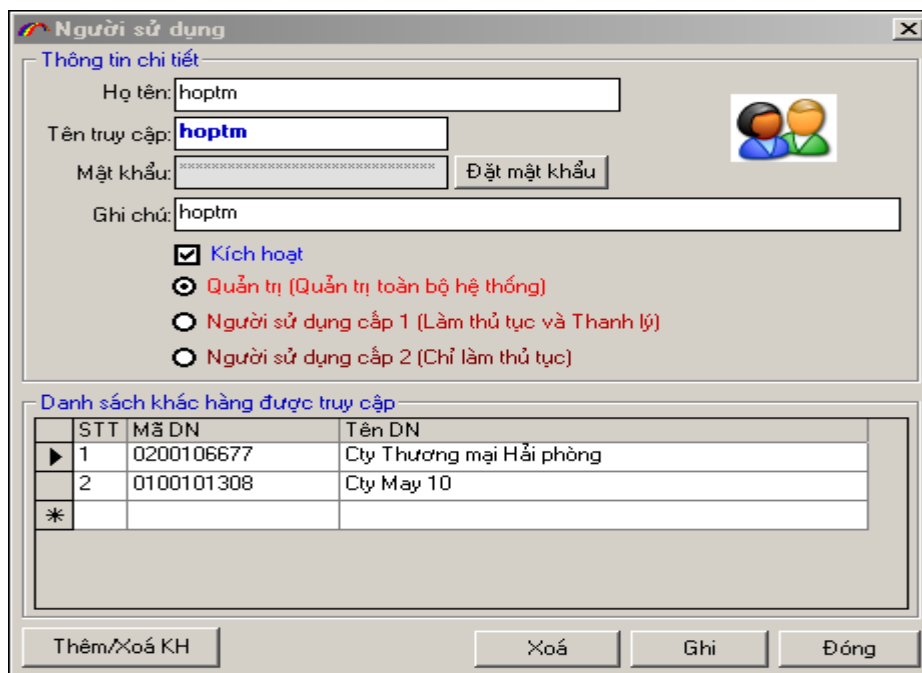 Người sử dụng
Thông tin chi tiết
Họ tên: hoptm
Tên truy cập: hoptm
Mật khẩu: ******************************** Đặt mật khẩu
Ghi chú: hoptm
Kích hoạt
Quản trị (Quản trị toàn bộ hệ thống)
Người sử dụng cấp 1 (Làm thủ tục và Thanh lý)
Người sử dụng cấp 2 (Chỉ làm thủ tục)
Danh sách khác hàng được truy cập
STT Mã DN Tên DN
1 0200106677 Cty Thương mại Hải phòng
2 0100101308 Cty May 10
Thêm/Xoá KH Xoá Ghi Đóng